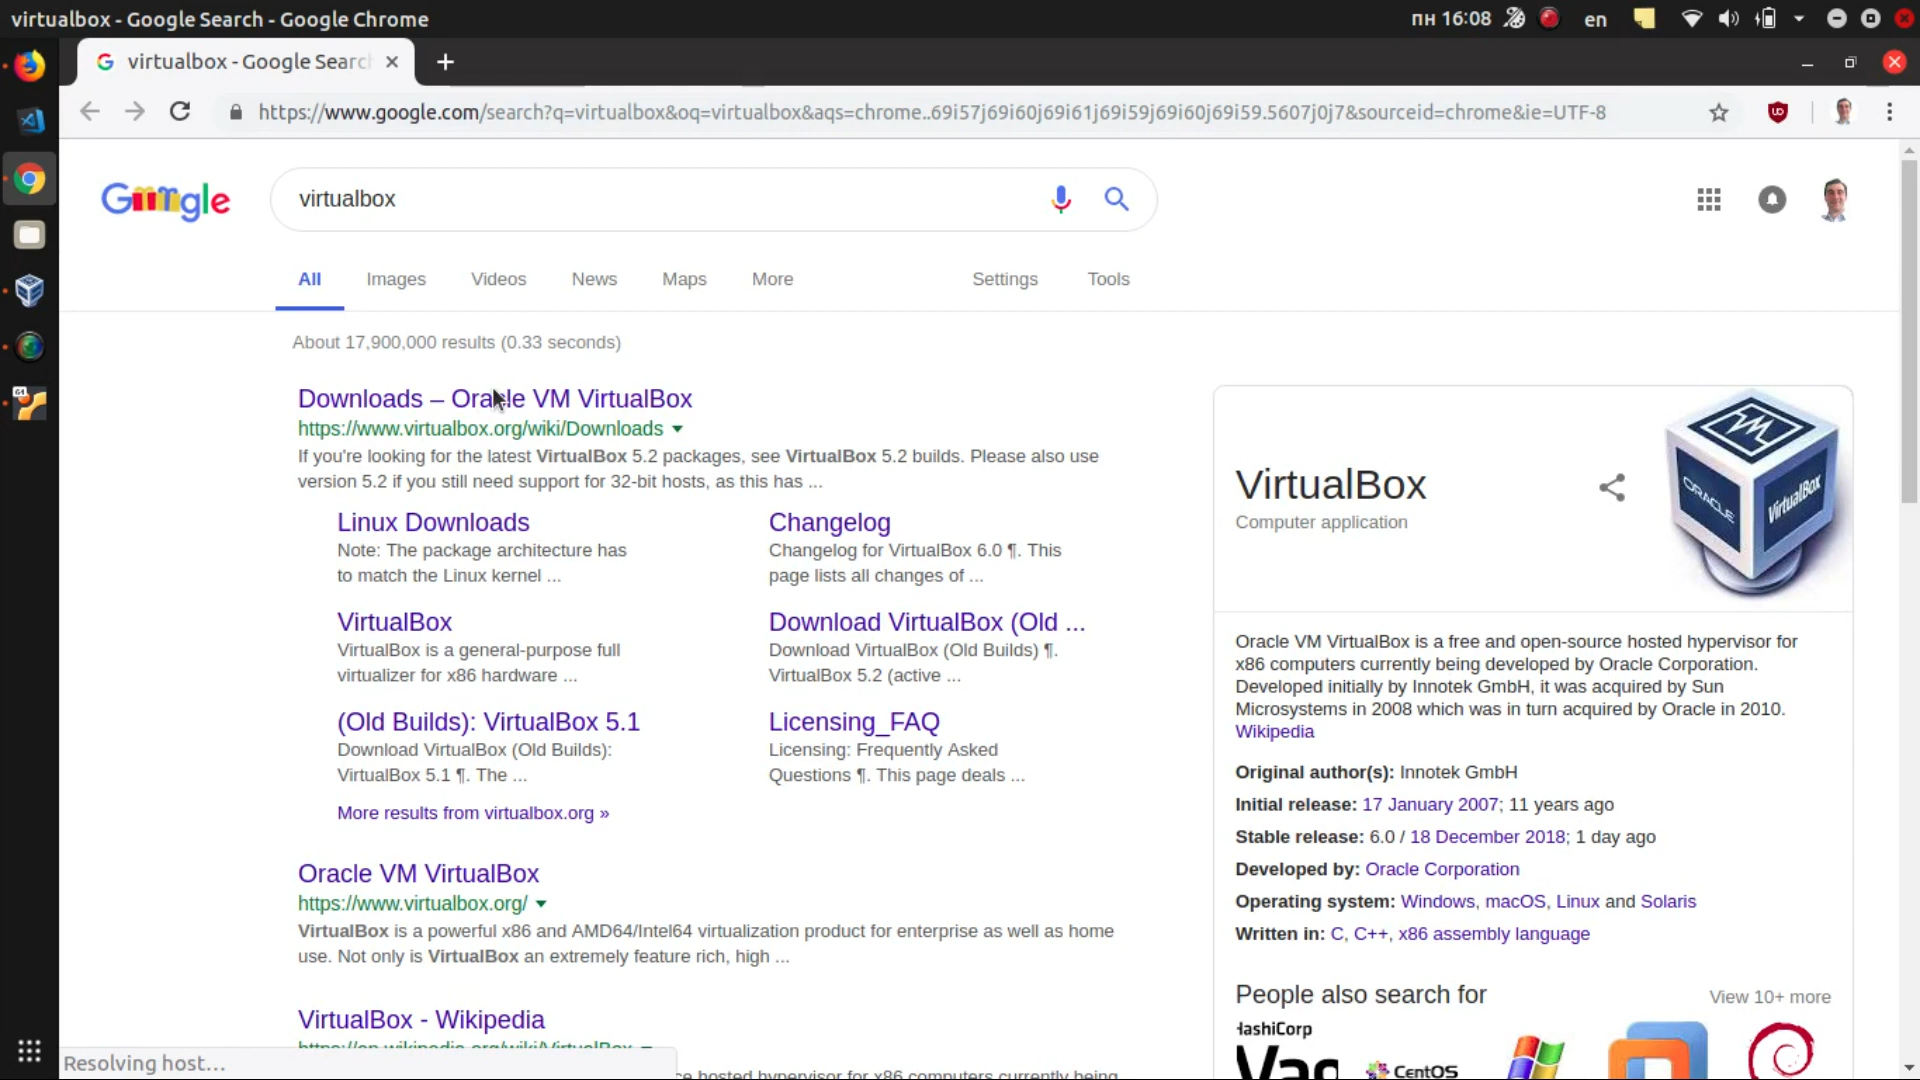 virtualbox - Google Search - Google Chrome
пн 16:08
en
virtualbox - Google Searc
https://www.google.com/search?q=virtualbox&oq=virtualbox&aqs=chrome..69i57j69i60j69i61j69i59j69i60j69i59.5607j0j7&sourceid=chrome&ie=UTF-8
Google
virtualbox
All Images Videos News Maps More Settings Tools
About 17,900,000 results (0.33 seconds)
Downloads – Oracle VM VirtualBox
https://www.virtualbox.org/wiki/Downloads
If you're looking for the latest VirtualBox 5.2 packages, see VirtualBox 5.2 builds. Please also use
version 5.2 if you still need support for 32-bit hosts, as this has ...
Linux Downloads
Note: The package architecture has
to match the Linux kernel ...
Changelog
Changelog for VirtualBox 6.0 ¶. This
page lists all changes of ...
VirtualBox
VirtualBox is a general-purpose full
virtualizer for x86 hardware ...
Download VirtualBox (Old ...
Download VirtualBox (Old Builds) ¶.
VirtualBox 5.2 (active ...
(Old Builds): VirtualBox 5.1
Download VirtualBox (Old Builds):
VirtualBox 5.1 ¶. The ...
Licensing_FAQ
Licensing: Frequently Asked
Questions ¶. This page deals ...
More results from virtualbox.org »
Oracle VM VirtualBox
https://www.virtualbox.org/
VirtualBox is a powerful x86 and AMD64/Intel64 virtualization product for enterprise as well as home
use. Not only is VirtualBox an extremely feature rich, high ...
VirtualBox - Wikipedia
https://en.wikipedia.org/wiki/VirtualBox
ce hosted hypervisor for x86 computers currently being
Resolving host…
VirtualBox
Computer application
ORACLE
VirtualBox
Oracle VM VirtualBox is a free and open-source hosted hypervisor for
x86 computers currently being developed by Oracle Corporation.
Developed initially by Innotek GmbH, it was acquired by Sun
Microsystems in 2008 which was in turn acquired by Oracle in 2010.
Wikipedia
Original author(s): Innotek GmbH
Initial release: 17 January 2007; 11 years ago
Stable release: 6.0 / 18 December 2018; 1 day ago
Developed by: Oracle Corporation
Operating system: Windows, macOS, Linux and Solaris
Written in: C, C++, x86 assembly language
People also search for
View 10+ more
HashiCorp
Vag
CentOS